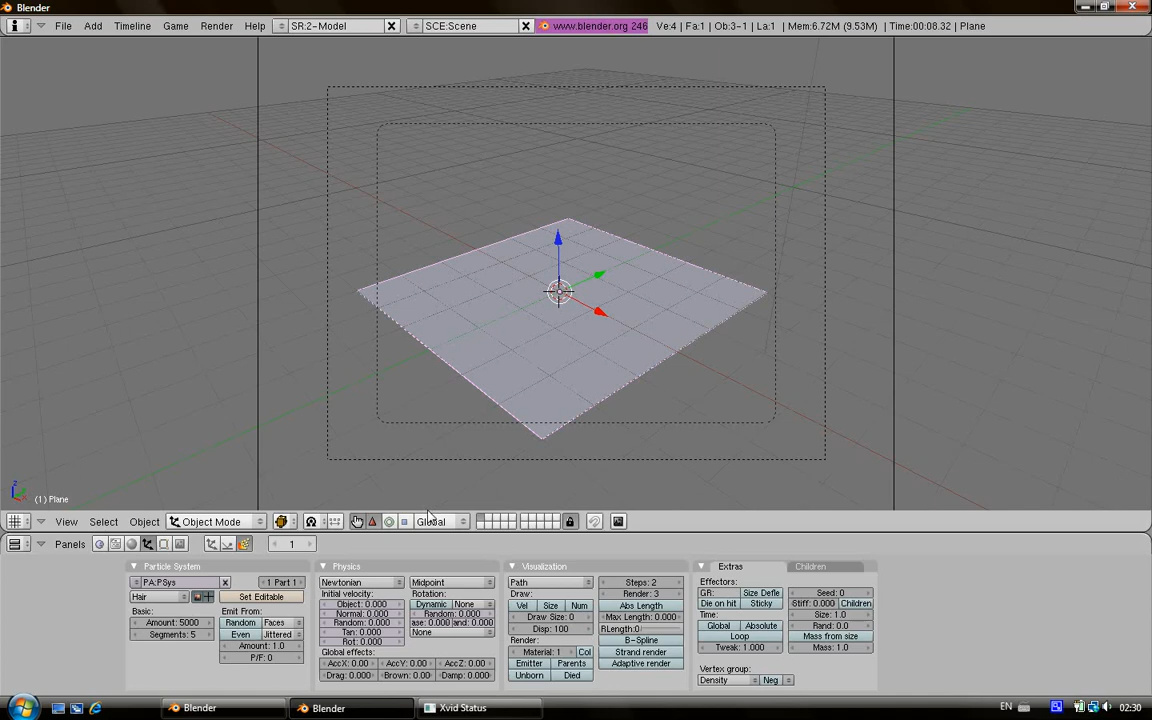 Blender
File Add Timeline Game Render Help SR:2-Model SCE:Scene www.blender.org 246 Ve:4 | Fa:1 | Ob:3-1 | La:1 | Mem:6.72M (9.53M) | Time:00:08.32 | Plane
(1) Plane
View Select Object Object Mode Global
Panels 1
Particle System Physics Visualization Extras Children
PA:PSys 1 Part 1 Newtonian Midpoint Path Steps: 2 Effectors: Seed: 0
Hair Set Editable Initial velocity: Rotation: Draw: Render: 3 GR: Size Defle Stiff: 0.000 Children
Basic: Emit From: Object: 0.000 Dynamic None Vel Size Num Abs Length Die on hit Sticky Size: 1.0
Amount: 5000 Random Faces Normal: 0.000 Random: 0.000 Draw Size: 0 Max Length: 0.000 Time: Rand: 0.0
Segments: 5 Even Jittered Random: 0.000 ase: 0.000 and: 0.000 Disp: 100 RLength:0 Global Absolute Mass from size
Amount: 1.0 Tan: 0.000 None Render: B-Spline Loop Mass: 1.0
P/F: 0 Rot: 0.000 Material: 1 Col Strand render Tweak: 1.000
Global effects: Emitter Parents Adaptive render
AccX: 0.00 AccY: 0.00 AccZ: 0.00 Unborn Died Vertex group:
Drag: 0.000 Brown: 0.00 Damp: 0.000 Density Neg
Blender Blender Xvid Status EN 02:30